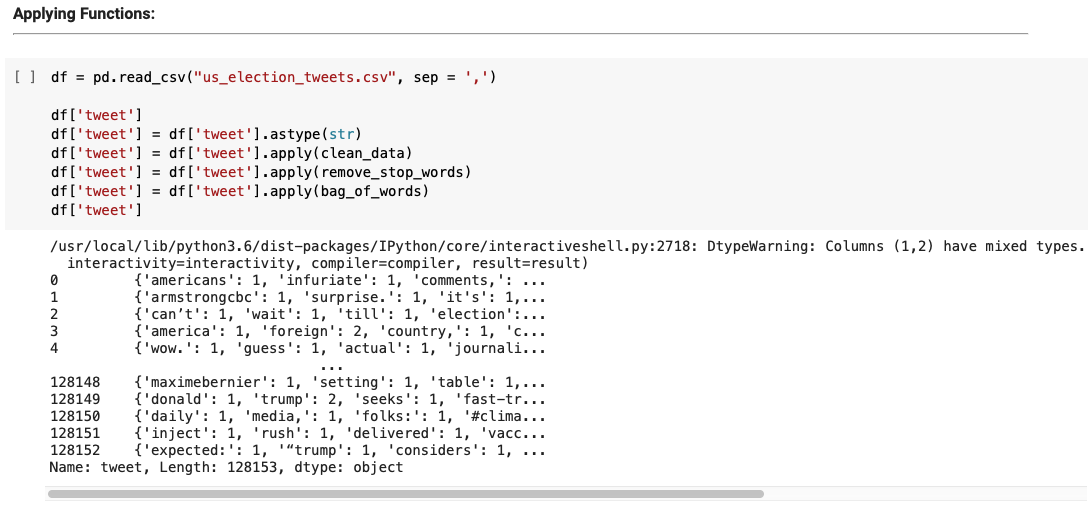 Applying Functions:
[ ] df = pd.read_csv("us_election_tweets.csv", sep = ',')
df['tweet']
df['tweet'] = df['tweet'].astype(str)
df['tweet'] = df['tweet'].apply(clean_data)
df['tweet'] = df['tweet'].apply(remove_stop_words)
df['tweet'] = df['tweet'].apply(bag_of_words)
df['tweet']
/usr/local/lib/python3.6/dist-packages/IPython/core/interactiveshell.py:2718: DtypeWarning: Columns (1,2) have mixed types.
interactivity=interactivity, compiler=compiler, result=result)
0 {'americans': 1, 'infuriate': 1, 'comments,': ...
1 {'armstrongcbc': 1, 'surprise.': 1, 'it's': 1,...
2 {'can’t': 1, 'wait': 1, 'till': 1, 'election':...
3 {'america': 1, 'foreign': 2, 'country,': 1, 'c...
4 {'wow.': 1, 'guess': 1, 'actual': 1, 'journali...
...
128148 {'maximebernier': 1, 'setting': 1, 'table': 1,...
128149 {'donald': 1, 'trump': 2, 'seeks': 1, 'fast-tr...
128150 {'daily': 1, 'media,': 1, 'folks:': 1, '#clima...
128151 {'inject': 1, 'rush': 1, 'delivered': 1, 'vacc...
128152 {'expected:': 1, '“trump': 1, 'considers': 1, ...
Name: tweet, Length: 128153, dtype: object